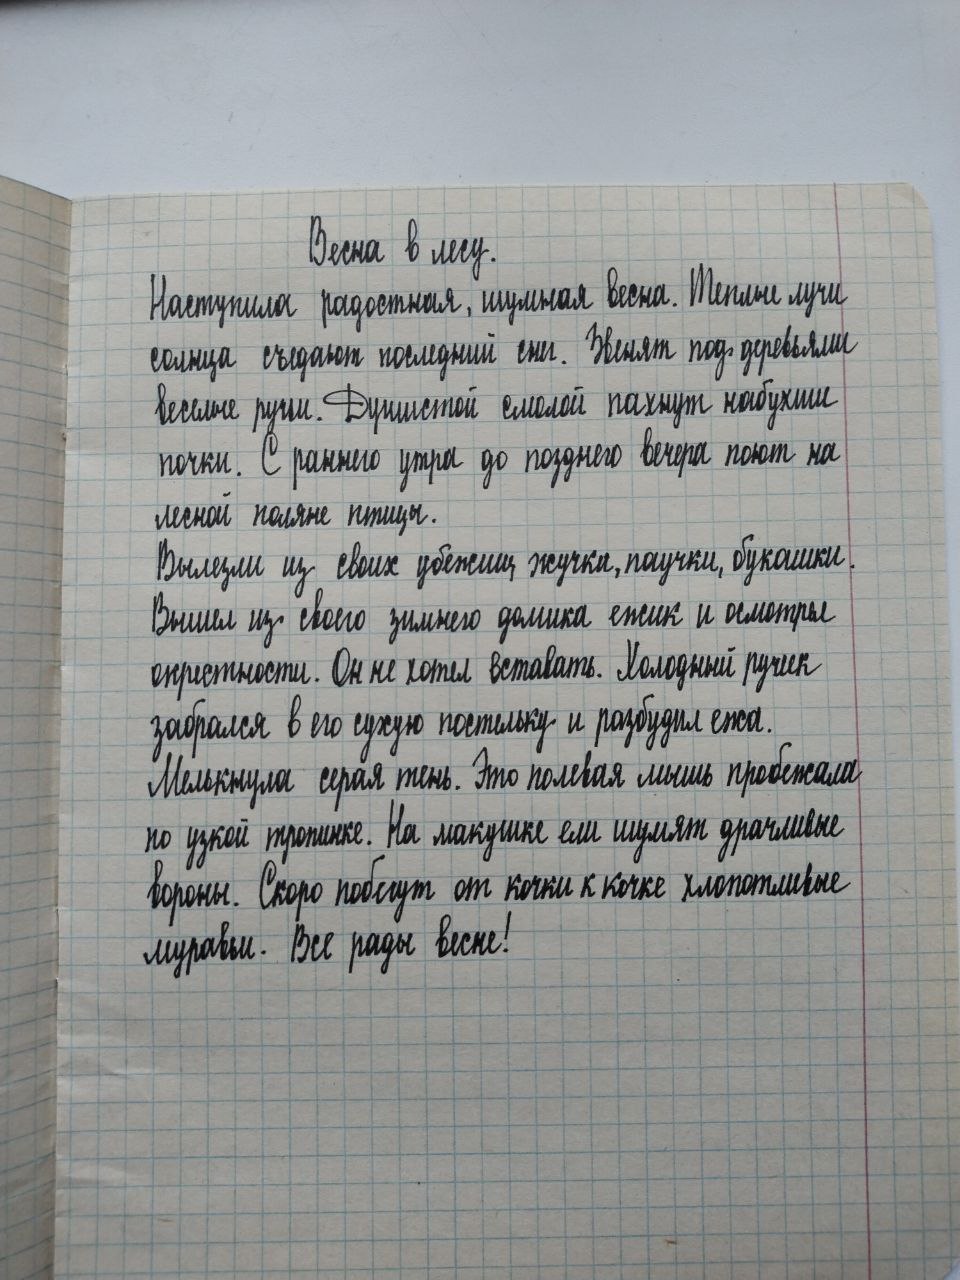 Весна в лесу.
Наступила радостная, шумная весна. Теплые лучи
солнца съедают последний снег. Звенят под деревьями
веселые ручьи. Душистой смолой пахнут набухши
почки. С раннего утра до позднего вечера поют на
лесной поляне птицы.
Вылезли из своих убежищ жучки, паучки, букашки.
Вышел из своего зимнего домика ежик и осмотрел
окрестности. Он не хотел вставать. Холодный ручеек
забрался в его сухую постельку и разбудил ежа.
Мелькнула серая тень. Это полевая мышь пробежала
по узкой тропинке. На макушке ели шумят драчливые
вороны. Скоро побегут от кочки к кочке хлопотливые
муравьи. Все рады весне!